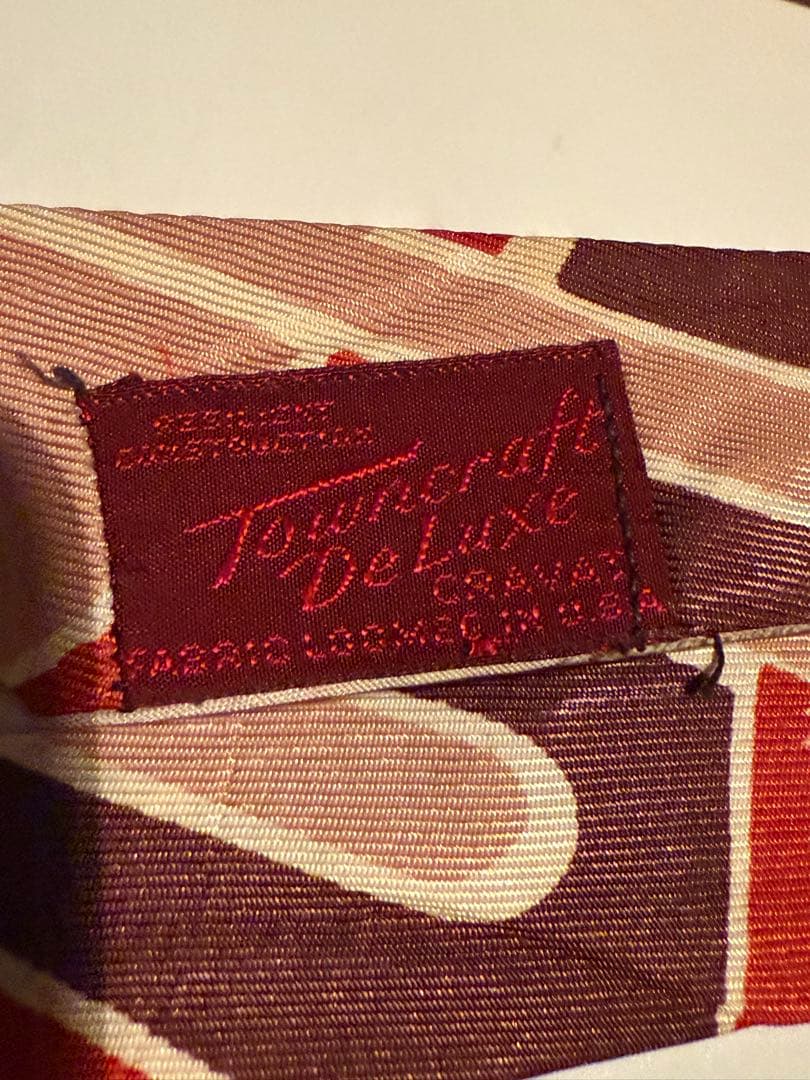 RESILIENT
CONSTRUCTION
Towncraft
DeLuxe
CRAVAT
FABRIC LOOMED IN U.S.A.